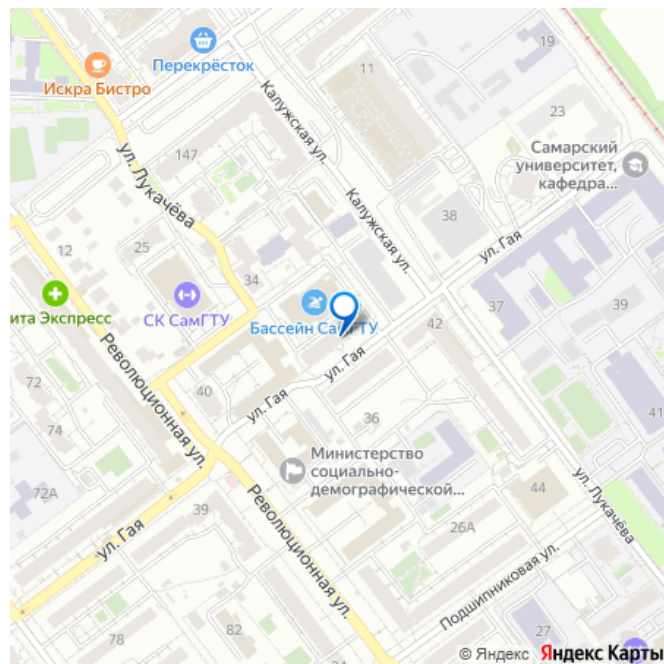 Перекрёсток
19
Искра Бистро
11
Калужская ул.
23
Самарский
университет,
кафедра...
147
ул. Лукачёва
Калужская ул.
38
ул. Гая
12
25
34
СК СамГТУ
Бассейн СамГТУ
37
39
ита Экспресс
42
Революционная ул.
ул. Гая
72
40
ул. Гая
36
41
74
Министерство
социально-
демографической...
72А
44
ул. Лукачёва
39
Революционная ул.
26А
ул. Гая
Подшипниковая ул.
78
82
27
© Яндекс Яндекс Карты